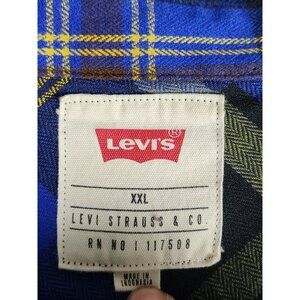 LEVI'S®
XXL
LEVI STRAUSS & CO.
RN NO | 117508
MADE IN
INDONESIA